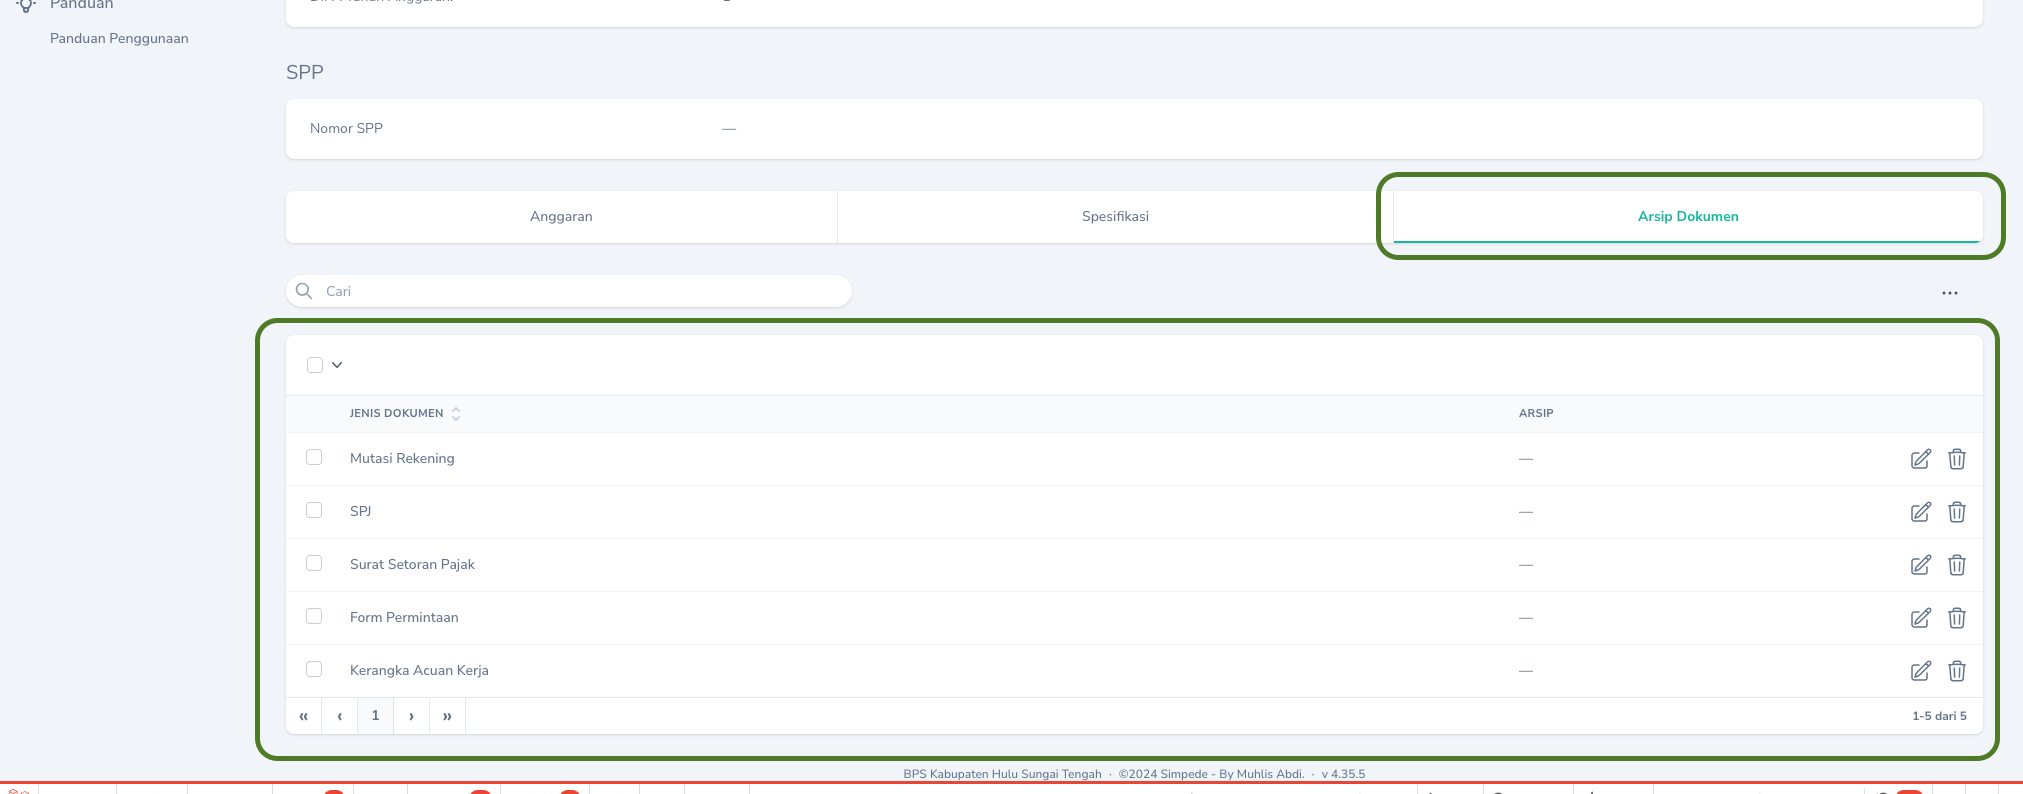 Panduan
Panduan Penggunaan
SPP
Nomor SPP —
Anggaran Spesifikasi Arsip Dokumen
Cari
JENIS DOKUMEN ARSIP
Mutasi Rekening —
SPJ —
Surat Setoran Pajak —
Form Permintaan —
Kerangka Acuan Kerja —
« ‹ 1 › » 1-5 dari 5
BPS Kabupaten Hulu Sungai Tengah · ©2024 Simpede - By Muhlis Abdi. · v 4.35.5